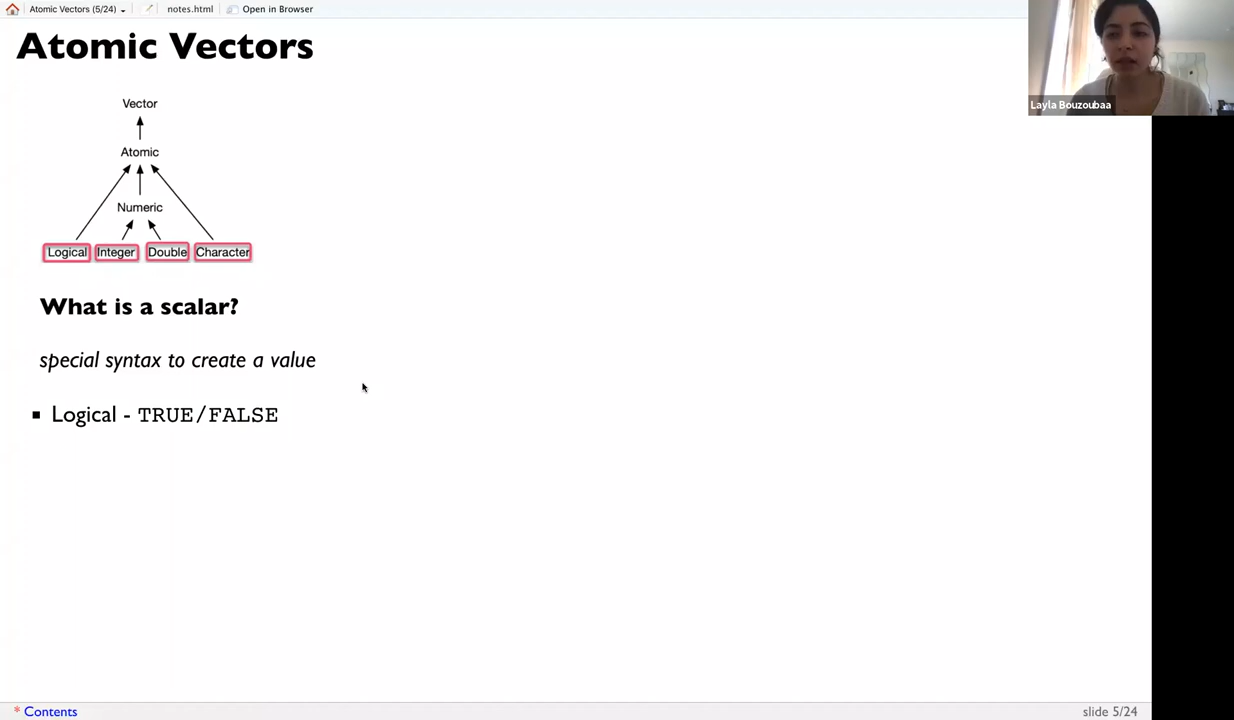 Atomic Vectors (5/24)
notes.html
Open in Browser
Atomic Vectors
Layla Bouzoubaa
Vector
Atomic
Numeric
Logical Integer Double Character
What is a scalar?
special syntax to create a value
▪ Logical - TRUE/FALSE
* Contents
slide 5/24